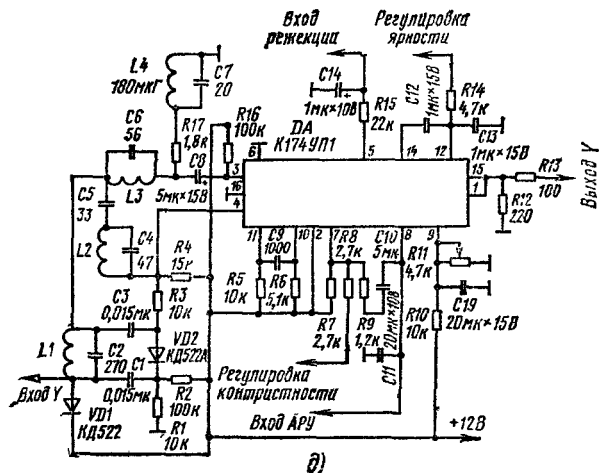 Вход
режекции
Регулировка
яркости
L4
180мкГ
C7
20
C14
1мк×10В
C12
1мк×15В
R14
4,7к
C6
56
R17
1,8к
R16
100к
DA
К174УП1
R15
22к
C13
1мк×15В
6
5
14
12
C8
5мк×15В
3
16
4
15
1
R13
100
Выход Y
C5
33
L3
R12
220
L2
C4
47
R4
15к
11
C9
1000
10
2
7
R8
2,7к
C10
5мк
8
9
R11
4,7к
R5
10к
R6
5,1к
C3
0,015мк
R3
10к
R7
2,7к
R9
1,2к
20мк×10В
C11
R10
10к
C19
20мк×15В
L1
C2
270
VD2
КД522А
C1
0,015мк
R2
100к
Регулировка
контрастности
Вход Y
VD1
КД522
R1
10к
Вход АРУ
+12В
д)